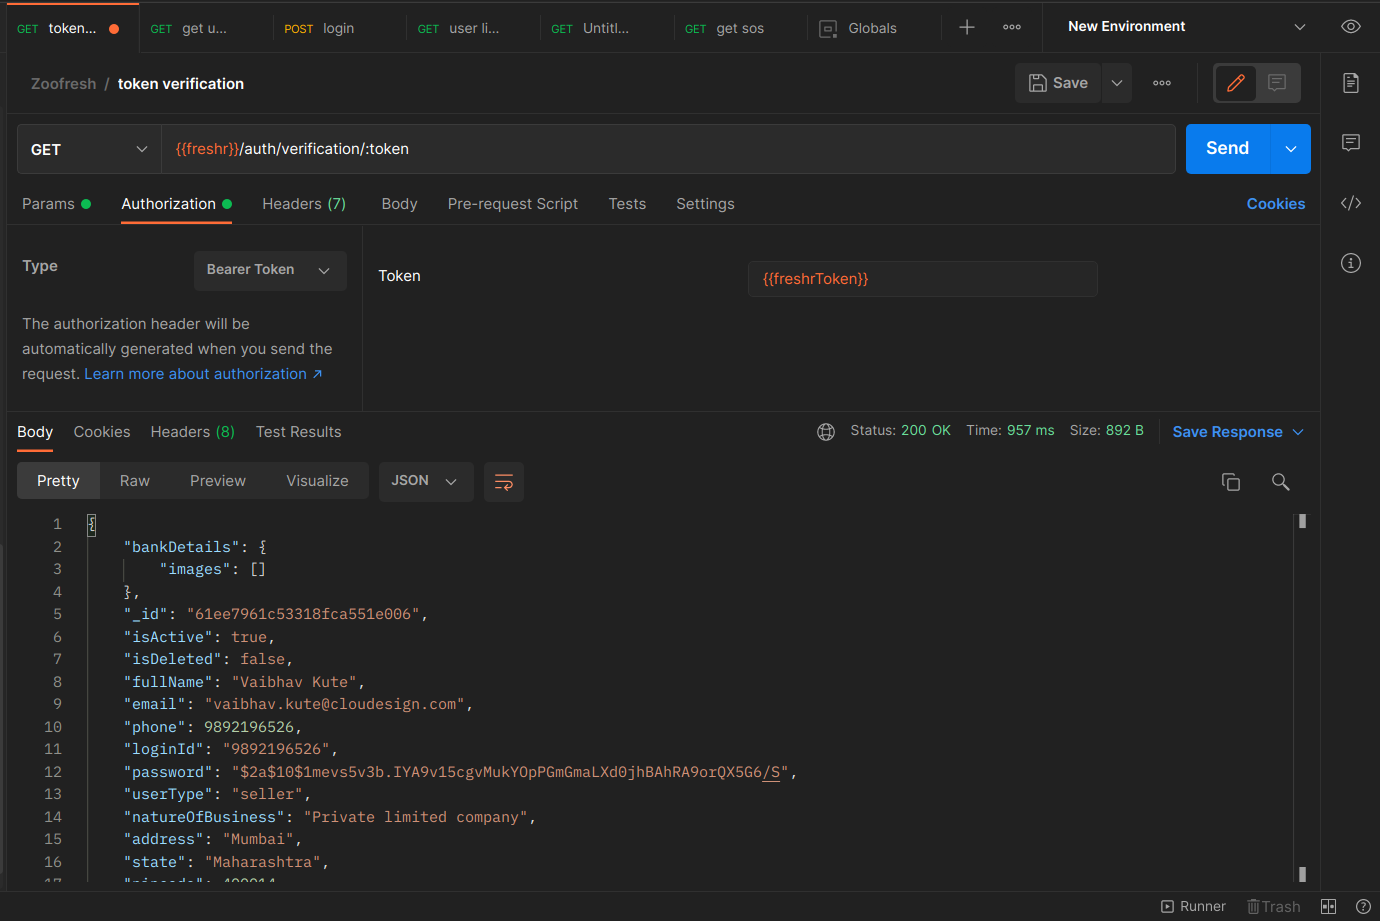 GET token... GET get u... POST login GET user li... GET Untitl... GET get sos Globals New Environment
Zoofresh / token verification Save
GET {{freshr}}/auth/verification/:token Send
Params Authorization Headers (7) Body Pre-request Script Tests Settings Cookies
Type Bearer Token Token {{freshrToken}}
The authorization header will be
automatically generated when you send the
request. Learn more about authorization ↗
Body Cookies Headers (8) Test Results Status: 200 OK Time: 957 ms Size: 892 B Save Response
Pretty Raw Preview Visualize JSON
1 {
2 "bankDetails": {
3 "images": []
4 },
5 "_id": "61ee7961c53318fca551e006",
6 "isActive": true,
7 "isDeleted": false,
8 "fullName": "Vaibhav Kute",
9 "email": "vaibhav.kute@cloudesign.com",
10 "phone": 9892196526,
11 "loginId": "9892196526",
12 "password": "$2a$10$1mevs5v3b.IYA9v15cgvMukYOpPGmGmaLXd0jhBAhRA9orQX5G6/S",
13 "userType": "seller",
14 "natureOfBusiness": "Private limited company",
15 "address": "Mumbai",
16 "state": "Maharashtra",
Runner Trash